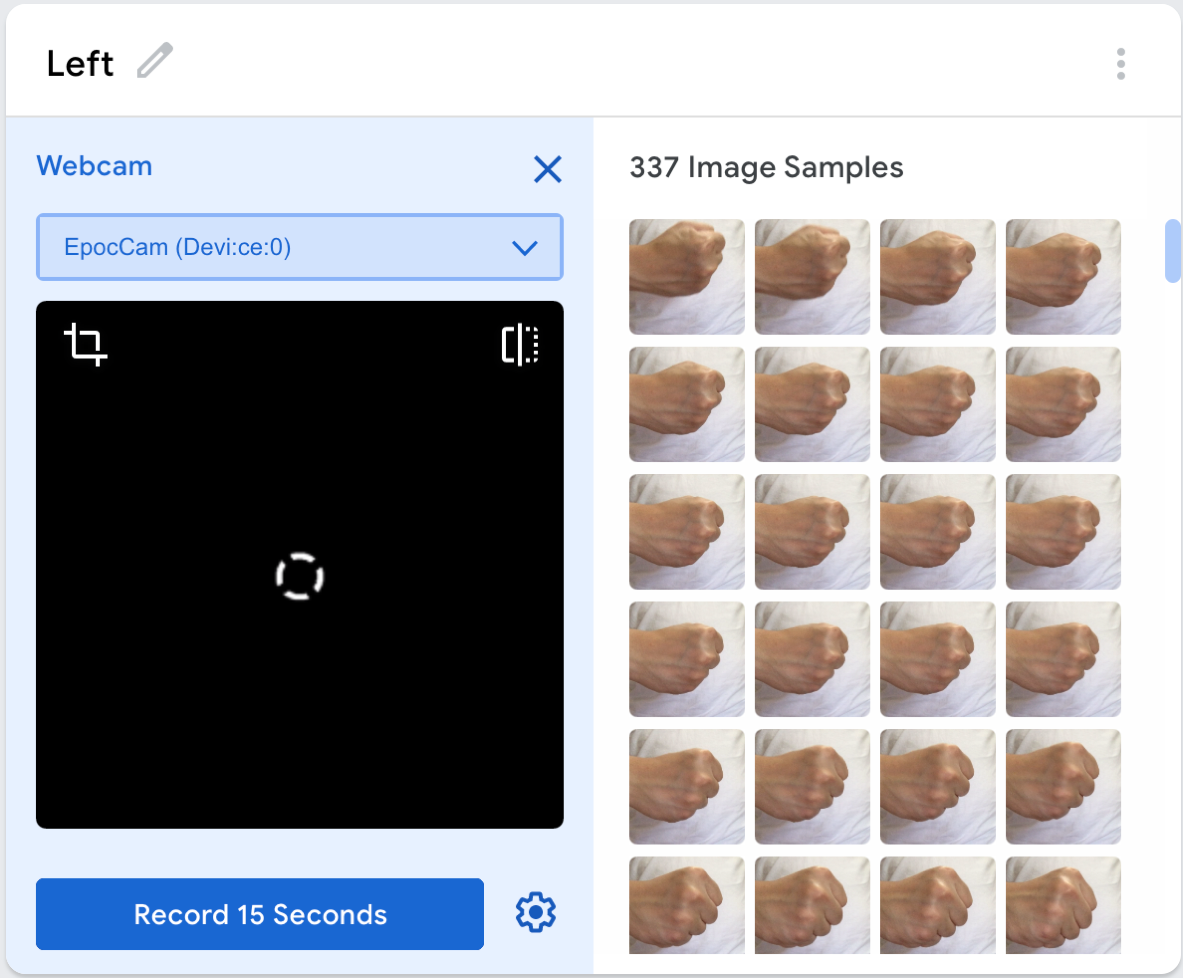 Left
Webcam
EpocCam (Devi:ce:0)
Record 15 Seconds
337 Image Samples